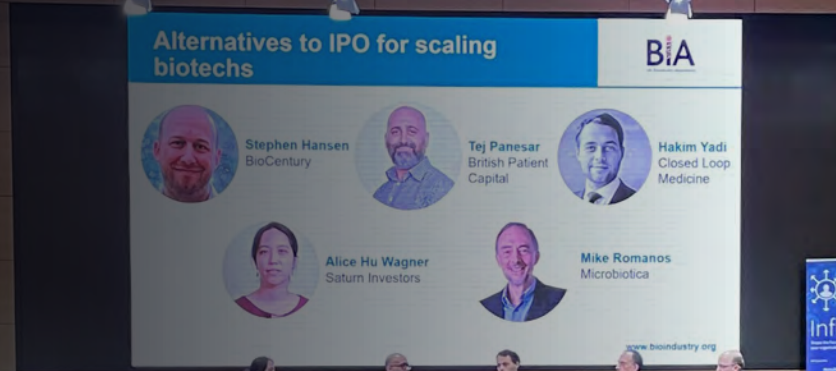 Alternatives to IPO for scaling
biotechs
BIA
Stephen Hansen
BioCentury
Tej Panesar
British Patient
Capital
Hakim Yadi
Closed Loop
Medicine
Alice Hu Wagner
Saturn Investors
Mike Romanos
Microbiotica
www.bioindustry.org
Inf